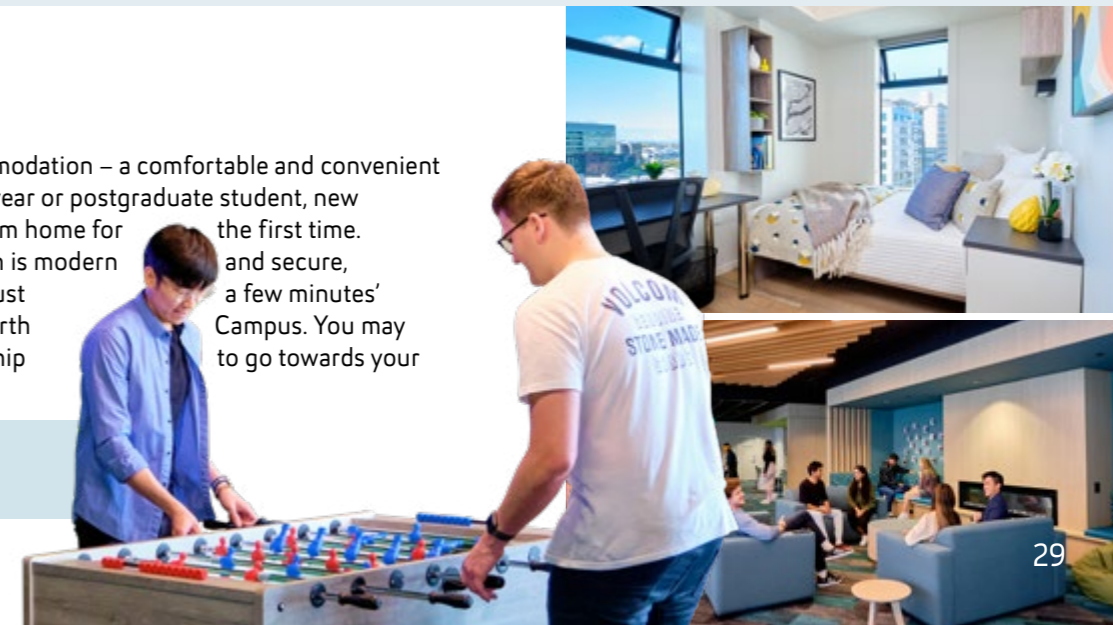 modation – a comfortable and convenient
ear or postgraduate student, new
m home for the first time.
n is modern and secure,
ust a few minutes’
rth Campus. You may
hip to go towards your
VOLCOM
STONE MADE
29